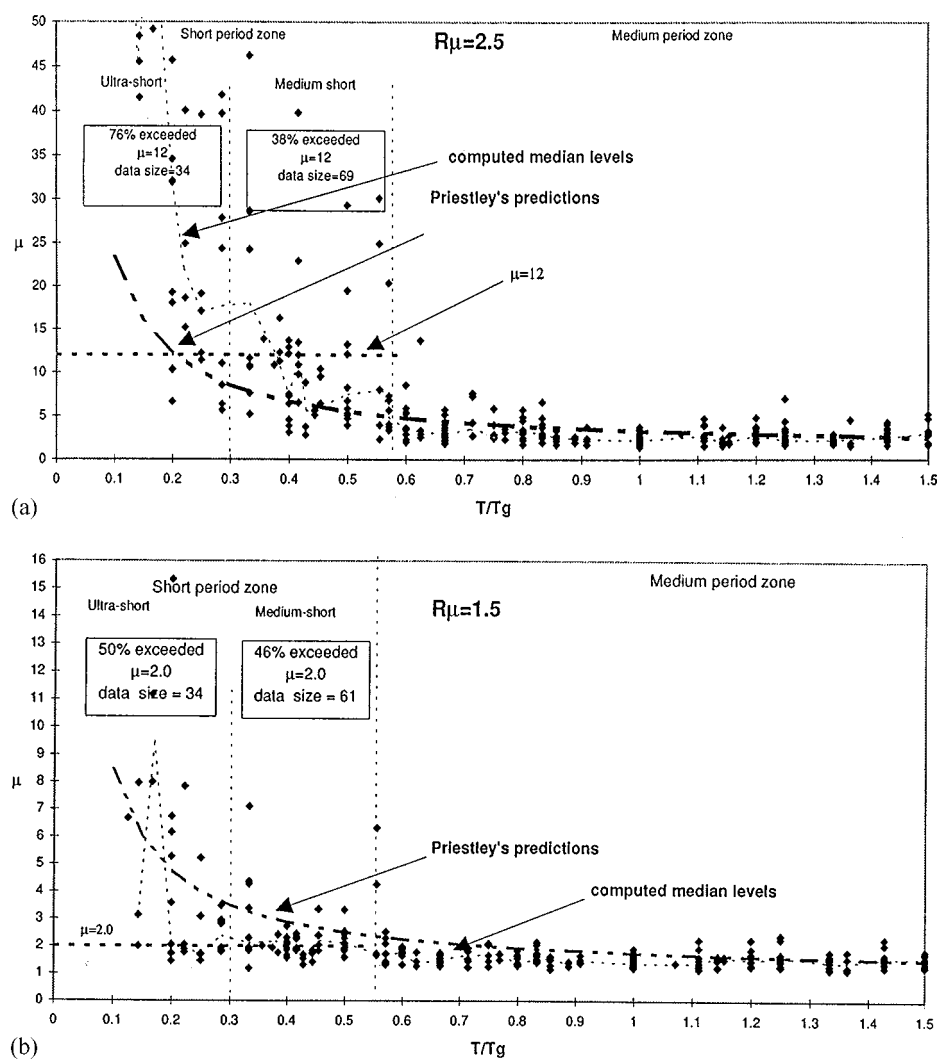 Short period zone
Rμ=2.5
Medium period zone
Ultra-short
Medium short
76% exceeded
μ=12
data size=34
38% exceeded
μ=12
data size=69
computed median levels
Priestley's predictions
μ=12
μ
50
45
40
35
30
25
20
15
10
5
0
0
0.1
0.2
0.3
0.4
0.5
0.6
0.7
0.8
0.9
1
1.1
1.2
1.3
1.4
1.5
T/Tg
(a)
Short period zone
Rμ=1.5
Medium period zone
Ultra-short
Medium-short
50% exceeded
μ=2.0
data size = 34
46% exceeded
μ=2.0
data size = 61
Priestley's predictions
computed median levels
μ=2.0
μ
16
15
14
13
12
11
10
9
8
7
6
5
4
3
2
1
0
0
0.1
0.2
0.3
0.4
0.5
0.6
0.7
0.8
0.9
1
1.1
1.2
1.3
1.4
1.5
T/Tg
(b)